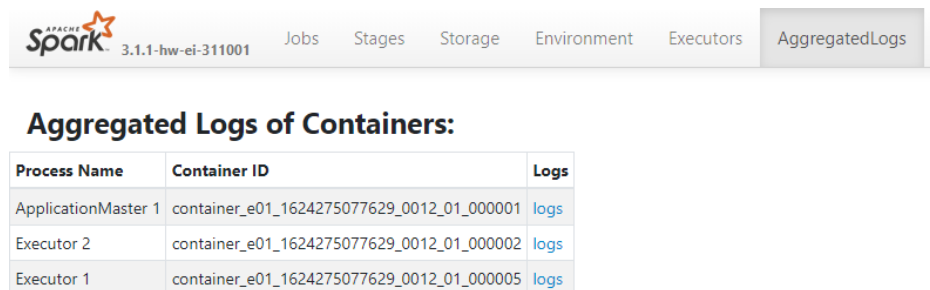 APACHE
Spark 3.1.1-hw-ei-311001 Jobs Stages Storage Environment Executors AggregatedLogs
Aggregated Logs of Containers:
Process Name Container ID Logs
ApplicationMaster 1 container_e01_1624275077629_0012_01_000001 logs
Executor 2 container_e01_1624275077629_0012_01_000002 logs
Executor 1 container_e01_1624275077629_0012_01_000005 logs